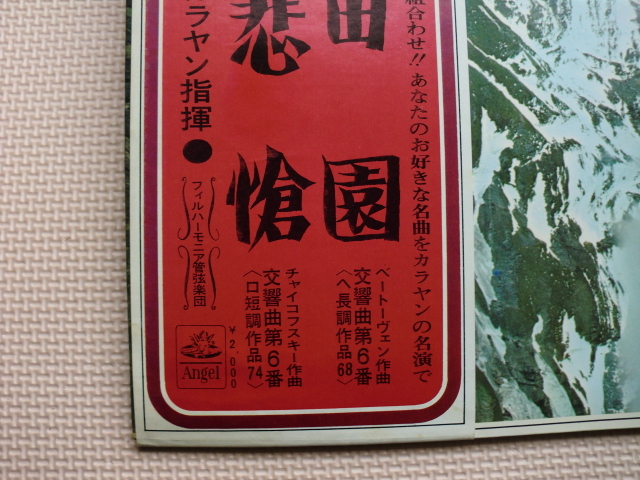 組合わせ!! あなたのお好きな名曲をカラヤンの名演で
田園
ベートーヴェン作曲
交響曲第6番
〈ヘ長調作品68〉
悲愴
チャイコフスキー作曲
交響曲第6番
〈ロ短調作品74〉
ラヤン指揮●
フィルハーモニア管弦楽団
¥2,000
Angel